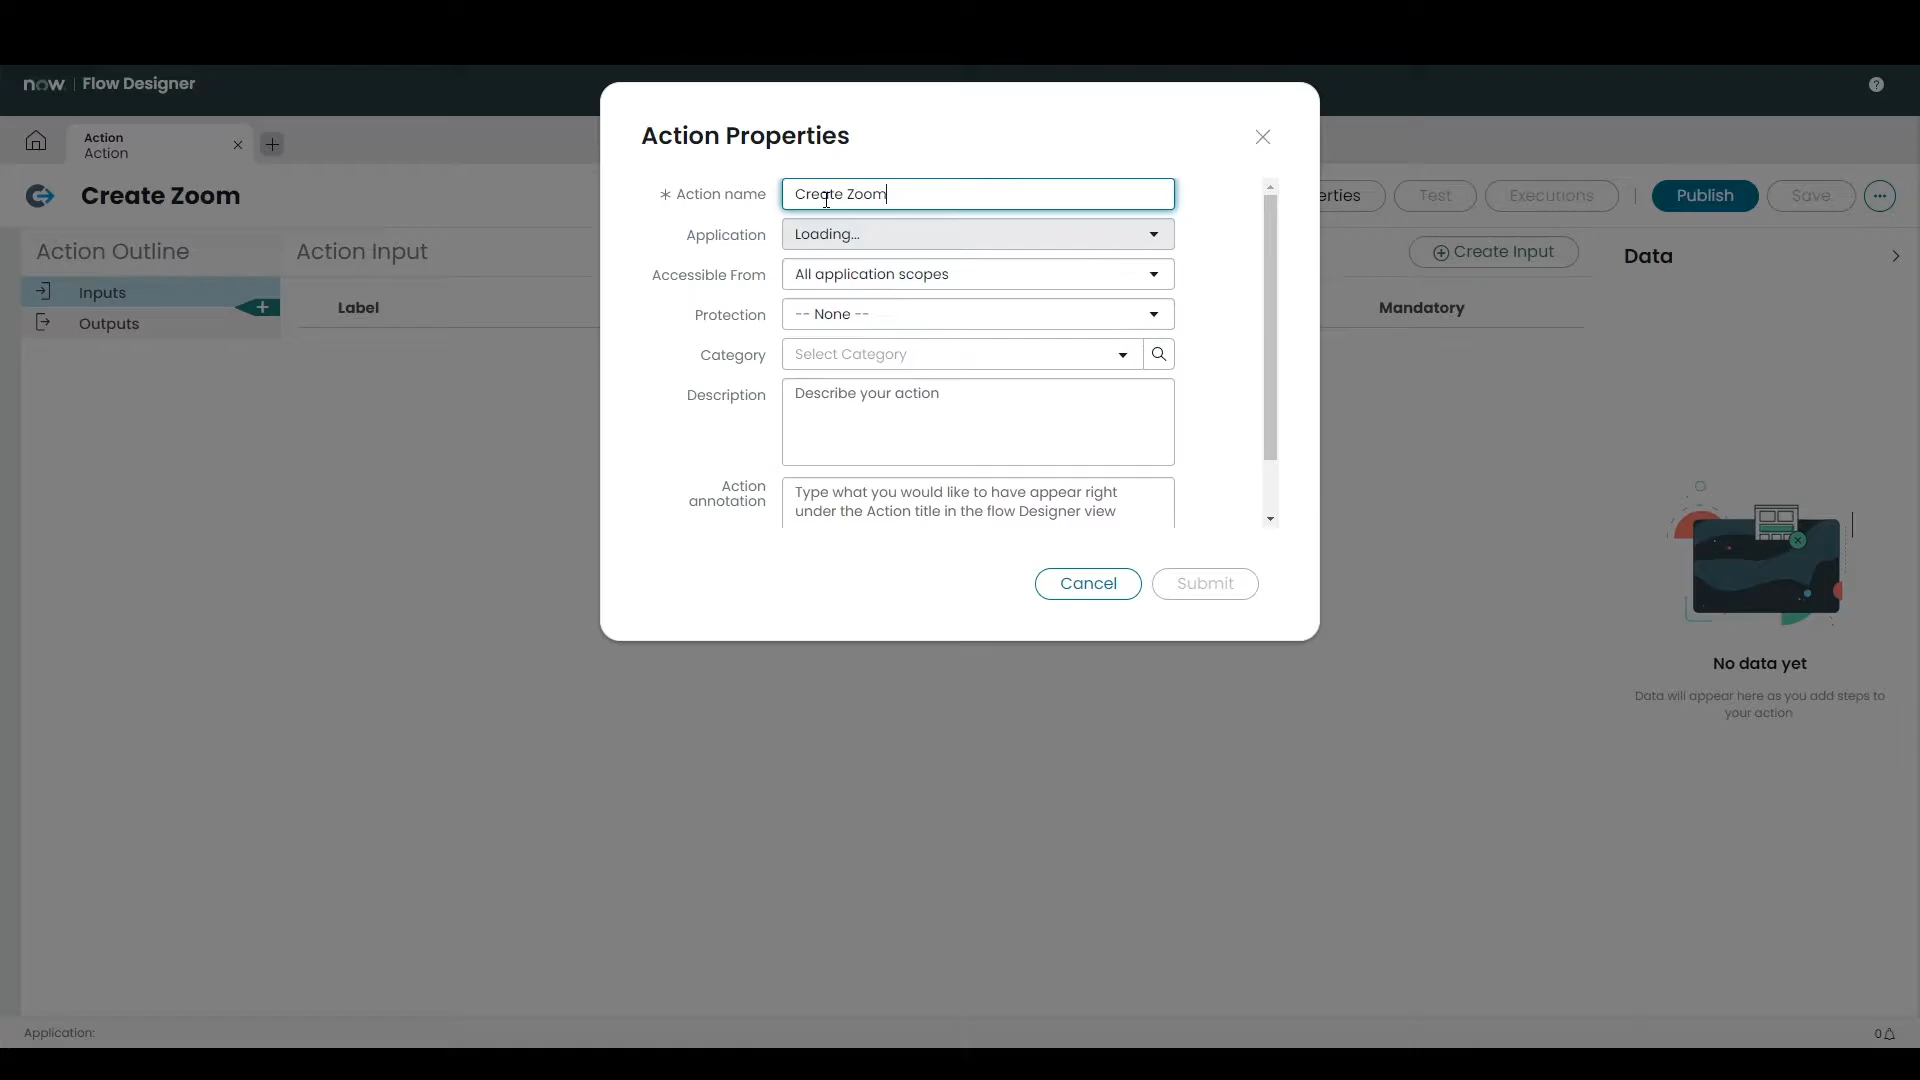 now. | Flow Designer
Action Properties
Action
Action
Create Zoom
* Action name
Create Zoom
erties
Test
Executions
Publish
Save
Action Outline
Action Input
Application
Loading...
Create Input
Data
Accessible From
All application scopes
Inputs
Label
Protection
-- None --
Mandatory
Outputs
Category
Select Category
Description
Describe your action
Action
annotation
Type what you would like to have appear right
under the Action title in the flow Designer view
Cancel
Submit
No data yet
Data will appear here as you add steps to
your action
Application:
0